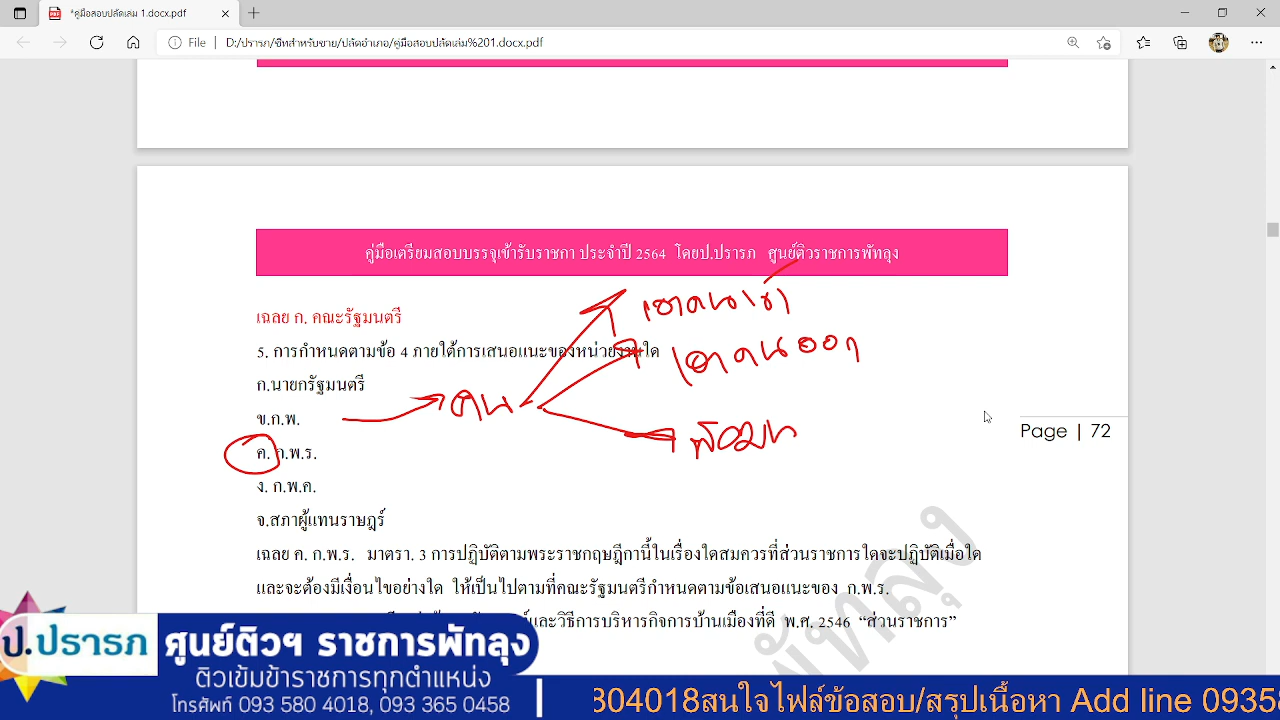 *คู่มือสอบปลัดเล่ม 1.docx.pdf
File D:/ปรารภ/ชีทสำหรับขาย/ปลัดอำเภอ/คู่มือสอบปลัดเล่ม%201.docx.pdf
คู่มือเตรียมสอบบรรจุเข้ารับราชกา ประจำปี 2564 โดยป.ปรารภ ศูนย์ติวราชการพัทลุง
เฉลย ก. คณะรัฐมนตรี
เอาคนเข้า
5. การกำหนดตามข้อ 4 ภายใต้การเสนอแนะของหน่วยงานใด
เอาคนออก
ก.นายกรัฐมนตรี
ข.ก.พ.
คน
Page | 72
พัฒนา
ค. ก.พ.ร.
ง. ก.พ.ค.
จ.สภาผู้แทนราษฎร์
เฉลย ค. ก.พ.ร. มาตรา. 3 การปฏิบัติตามพระราชกฤษฎีกานี้ในเรื่องใดสมควรที่ส่วนราชการใดจะปฏิบัติเมื่อใด
และจะต้องมีเงื่อนไขอย่างใด ให้เป็นไปตามที่คณะรัฐมนตรีกำหนดตามข้อเสนอแนะของ ก.พ.ร.
และวิธีการบริหารกิจการบ้านเมืองที่ดี พ.ศ. 2546 “ส่วนราชการ”
พัทลุง
ป.ปรารภ
ศูนย์ติวฯ ราชการพัทลุง
ติวเข้มข้าราชการทุกตำแหน่ง
โทรศัพท์ 093 580 4018, 093 365 0458
304018สนใจไฟล์ข้อสอบ/สรุปเนื้อหา Add line 09358